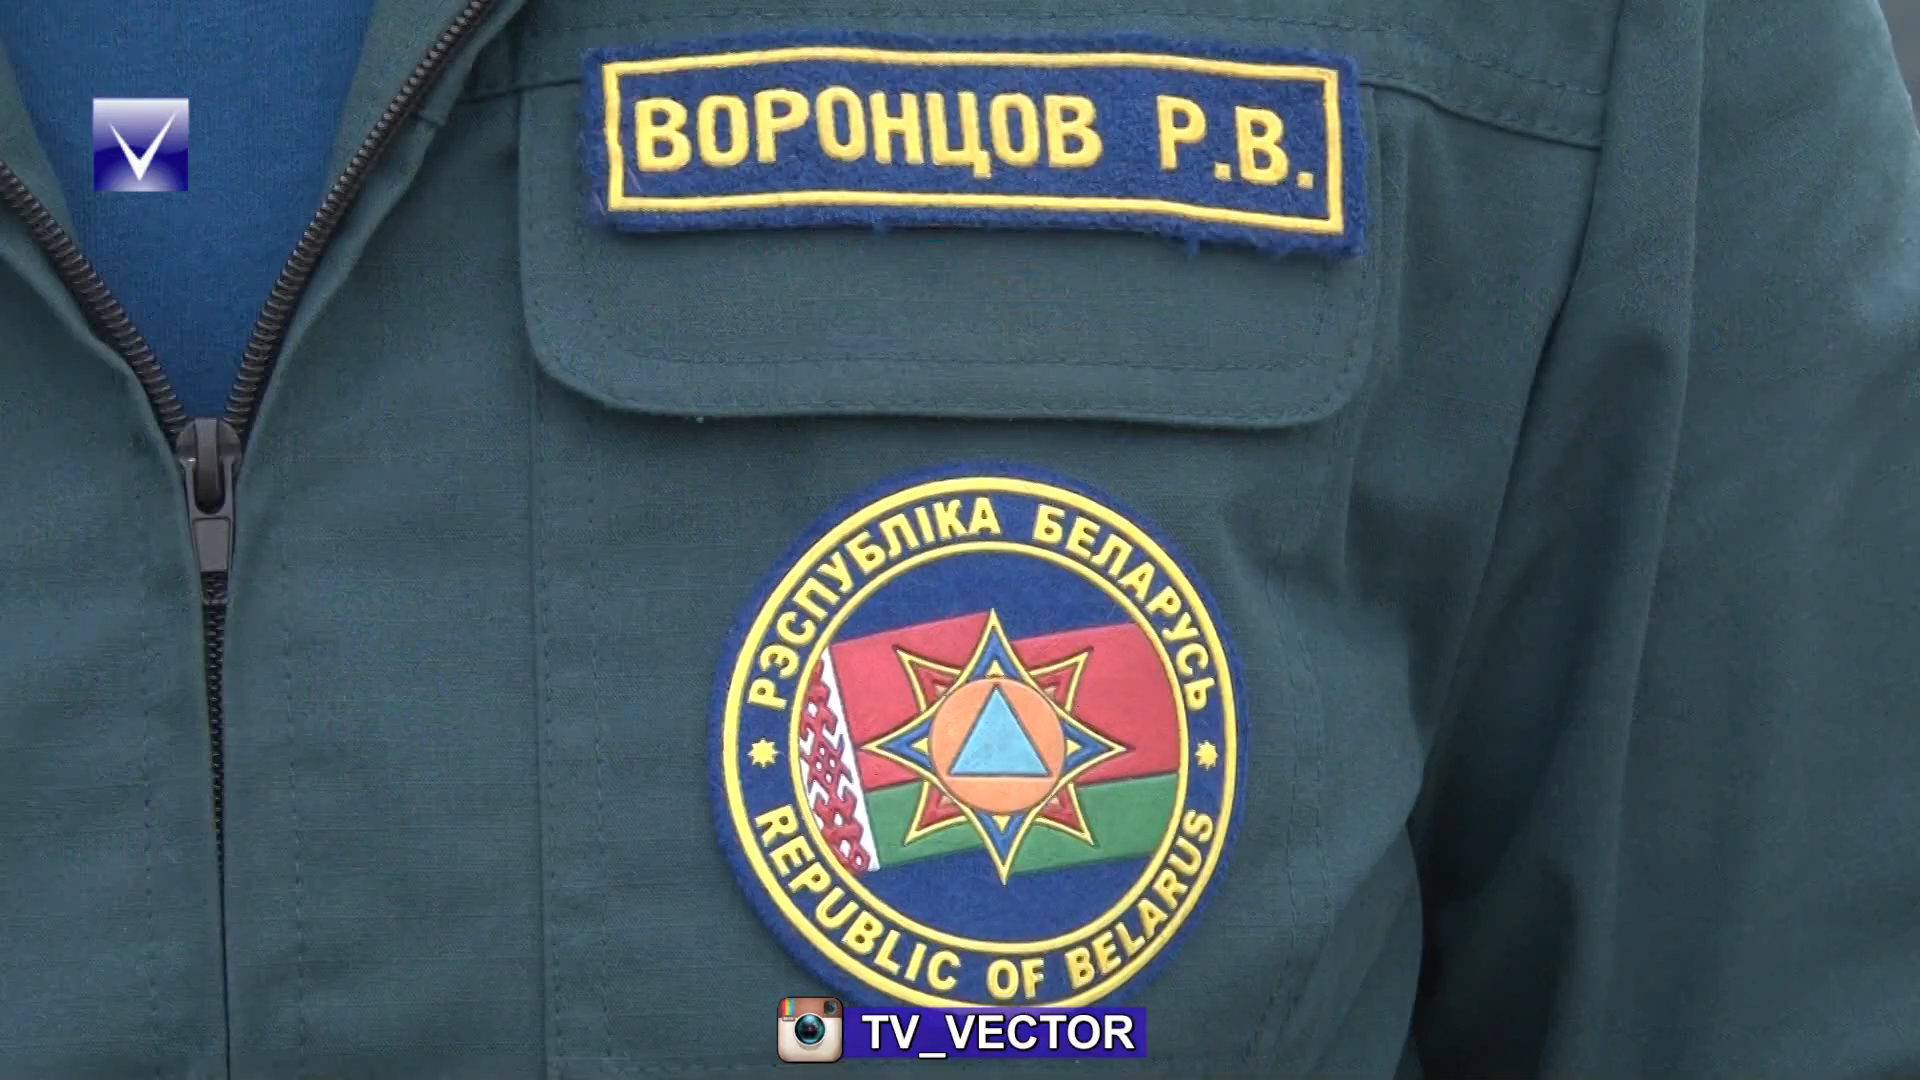 ВОРОНЦОВ Р.В.
РЭСПУБЛІКА БЕЛАРУСЬ
REPUBLIC OF BELARUS
TV_VECTOR